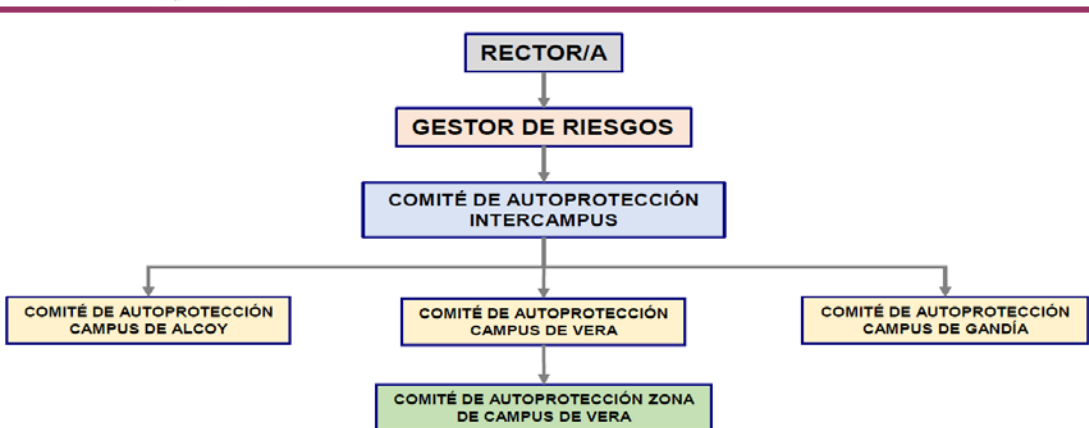 RECTOR/A
GESTOR DE RIESGOS
COMITÉ DE AUTOPROTECCIÓN
INTERCAMPUS
COMITÉ DE AUTOPROTECCIÓN
CAMPUS DE ALCOY
COMITÉ DE AUTOPROTECCIÓN
CAMPUS DE VERA
COMITÉ DE AUTOPROTECCIÓN
CAMPUS DE GANDÍA
COMITÉ DE AUTOPROTECCIÓN ZONA
DE CAMPUS DE VERA